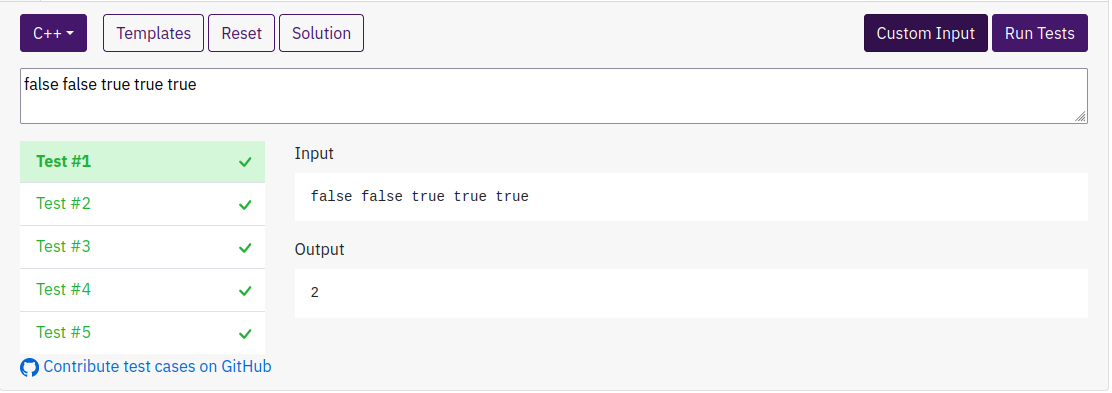 C++ Templates Reset Solution Custom Input Run Tests
false false true true true
Test #1
Test #2
Test #3
Test #4
Test #5
Contribute test cases on GitHub
Input
false false true true true
Output
2